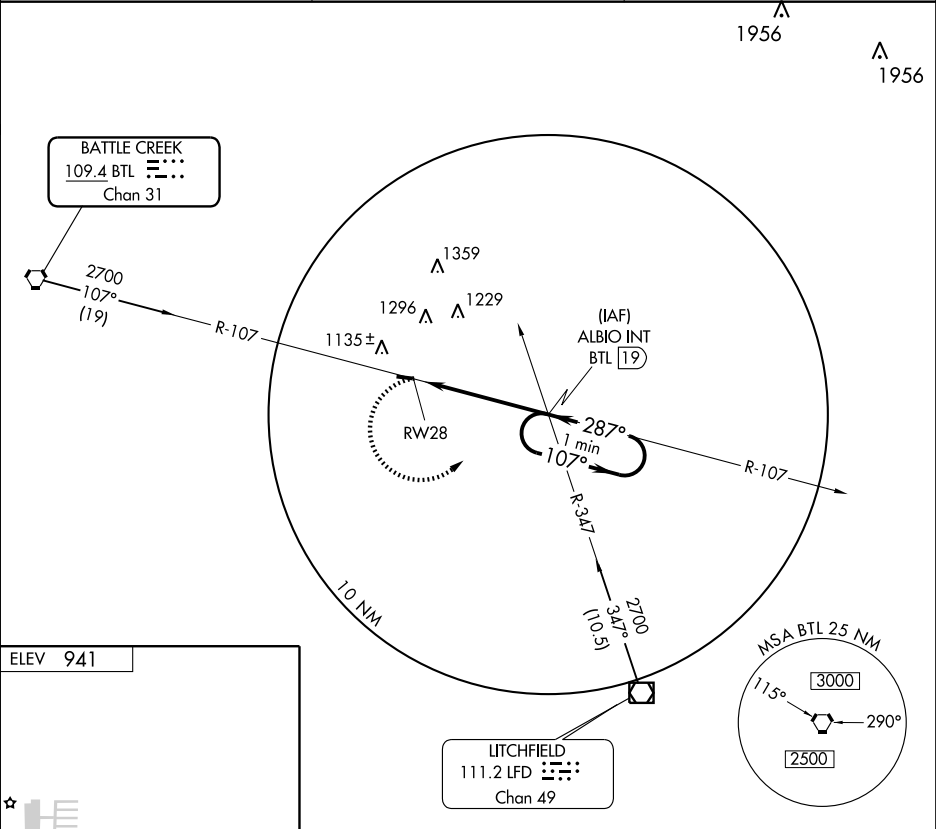 1956
1956
BATTLE CREEK
109.4 BTL
Chan 31
2700
107°
(19)
R-107
1359
1296
1229
1135±
(IAF)
ALBIO INT
BTL 19
RW28
287°
1 min
107°
R-107
R-347
2700
347°
(10.5)
10 NM
ELEV 941
LITCHFIELD
111.2 LFD
Chan 49
MSA BTL 25 NM
3000
115°
290°
2500